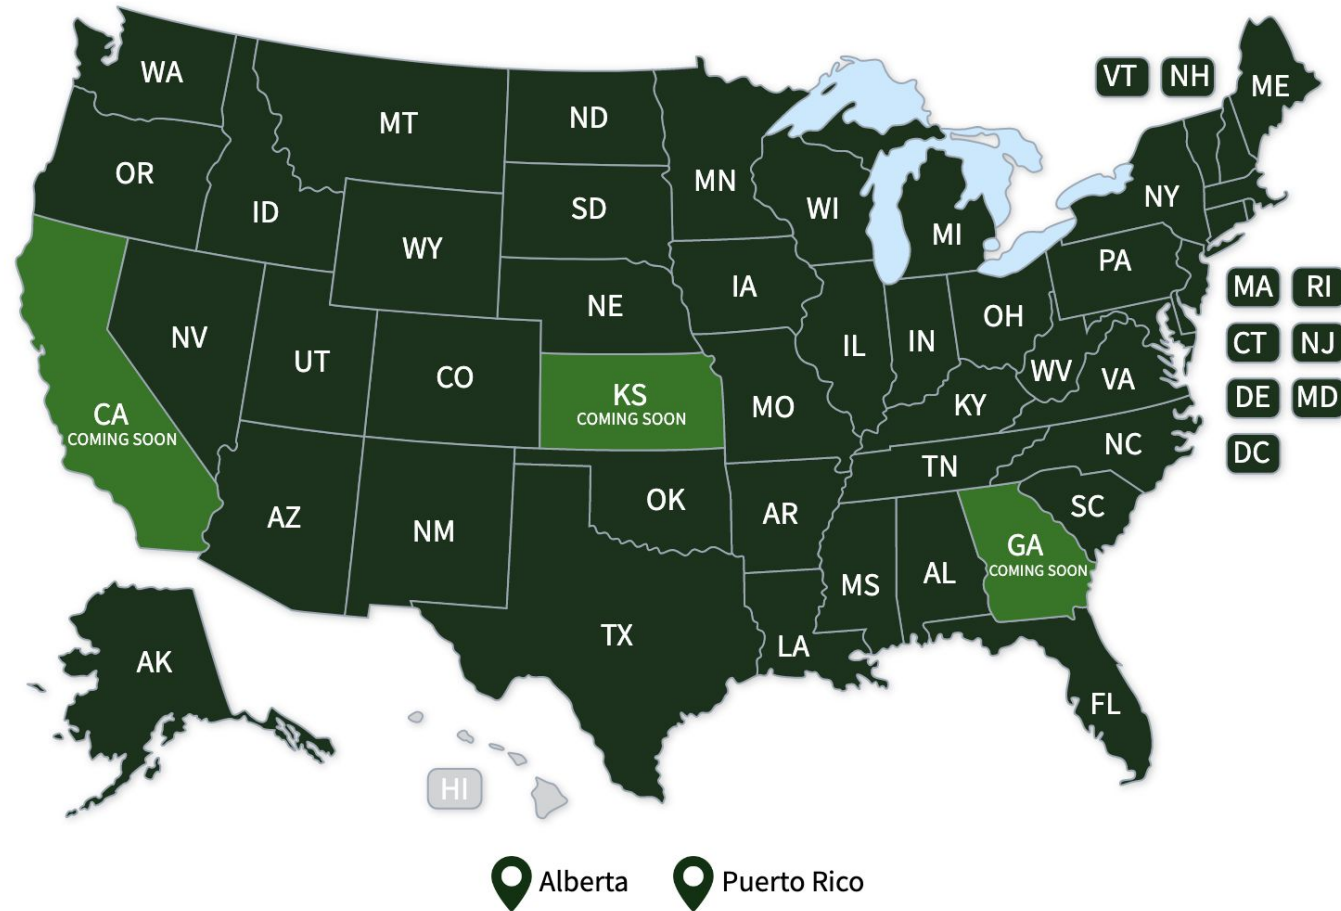 WA
MT
ND
MN
VT
NH
ME
OR
ID
SD
WI
MI
NY
WY
PA
IA
NE
MA
RI
NV
UT
CO
IL
IN
OH
CT
NJ
CA
COMING SOON
KS
COMING SOON
MO
KY
WV
VA
DE
MD
DC
AZ
NM
OK
AR
TN
NC
SC
MS
AL
GA
COMING SOON
AK
TX
LA
FL
HI
Alberta
Puerto Rico